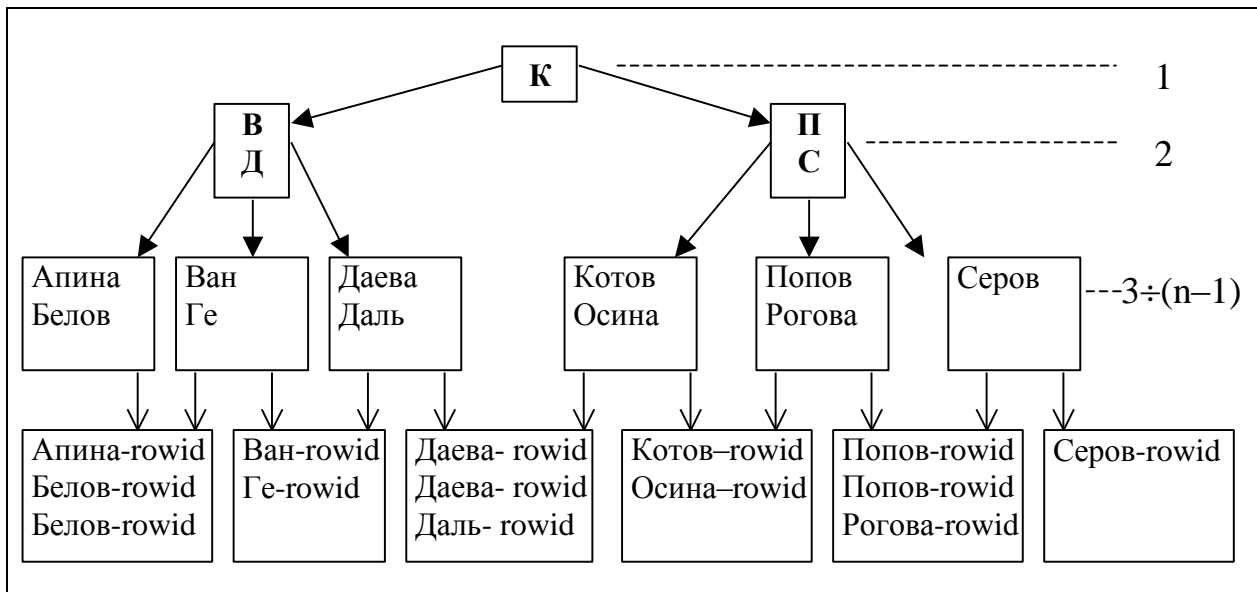 К
1
В
Д
П
С
2
Апина
Белов
Ван
Ге
Даева
Даль
Котов
Осина
Попов
Рогова
Серов
3÷(n–1)
Апина-rowid
Белов-rowid
Белов-rowid
Ван-rowid
Ге-rowid
Даева- rowid
Даева- rowid
Даль- rowid
Котов–rowid
Осина–rowid
Попов-rowid
Попов-rowid
Рогова-rowid
Серов-rowid